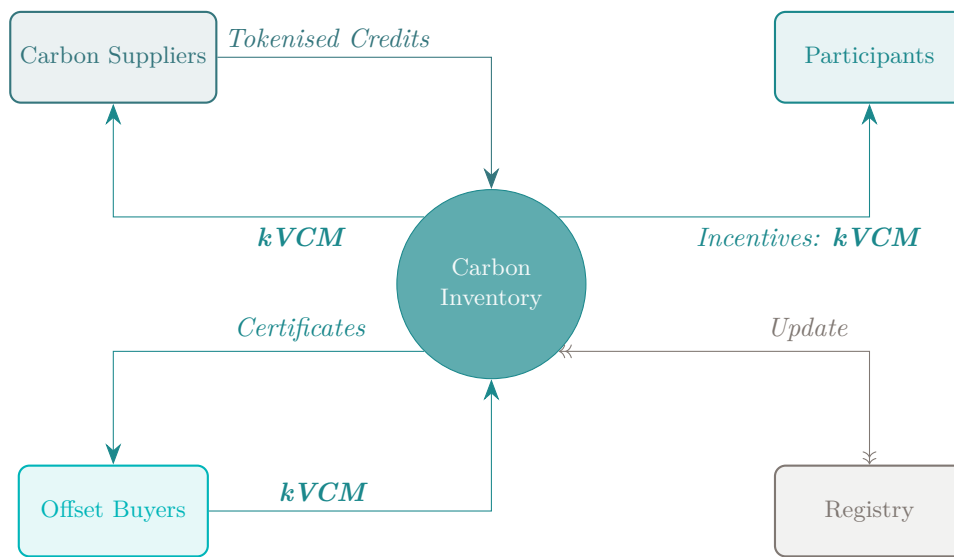 Tokenised Credits
Carbon Suppliers
Participants
kVCM
Incentives: kVCM
Carbon
Inventory
Certificates
Update
kVCM
Offset Buyers
Registry